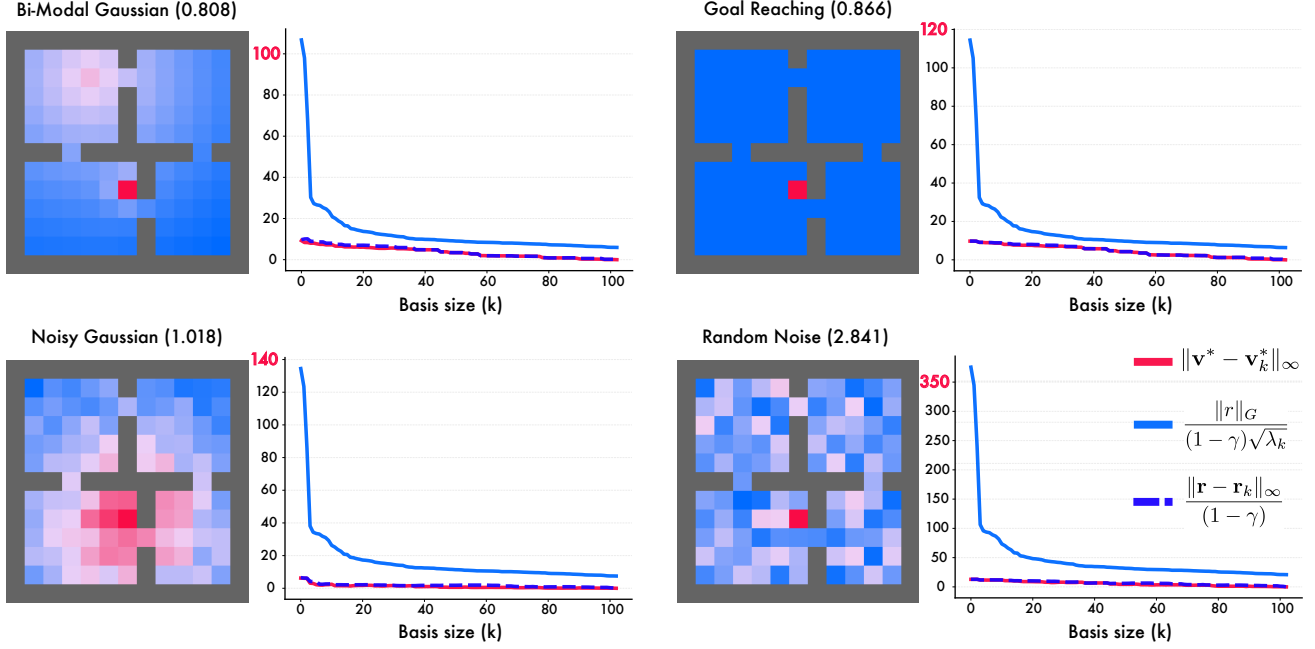 Bi-Modal Gaussian (0.808)
100
80
60
40
20
0
0 20 40 60 80 100
Basis size (k)
Goal Reaching (0.866)
120
100
80
60
40
20
0
0 20 40 60 80 100
Basis size (k)
Noisy Gaussian (1.018)
140
120
100
80
60
40
20
0
0 20 40 60 80 100
Basis size (k)
Random Noise (2.841)
350
300
250
200
150
100
50
0
0 20 40 60 80 100
Basis size (k)
‖v* − v*ₖ‖∞
‖r‖G
(1 − γ)√λₖ
‖r − rₖ‖∞
(1 − γ)